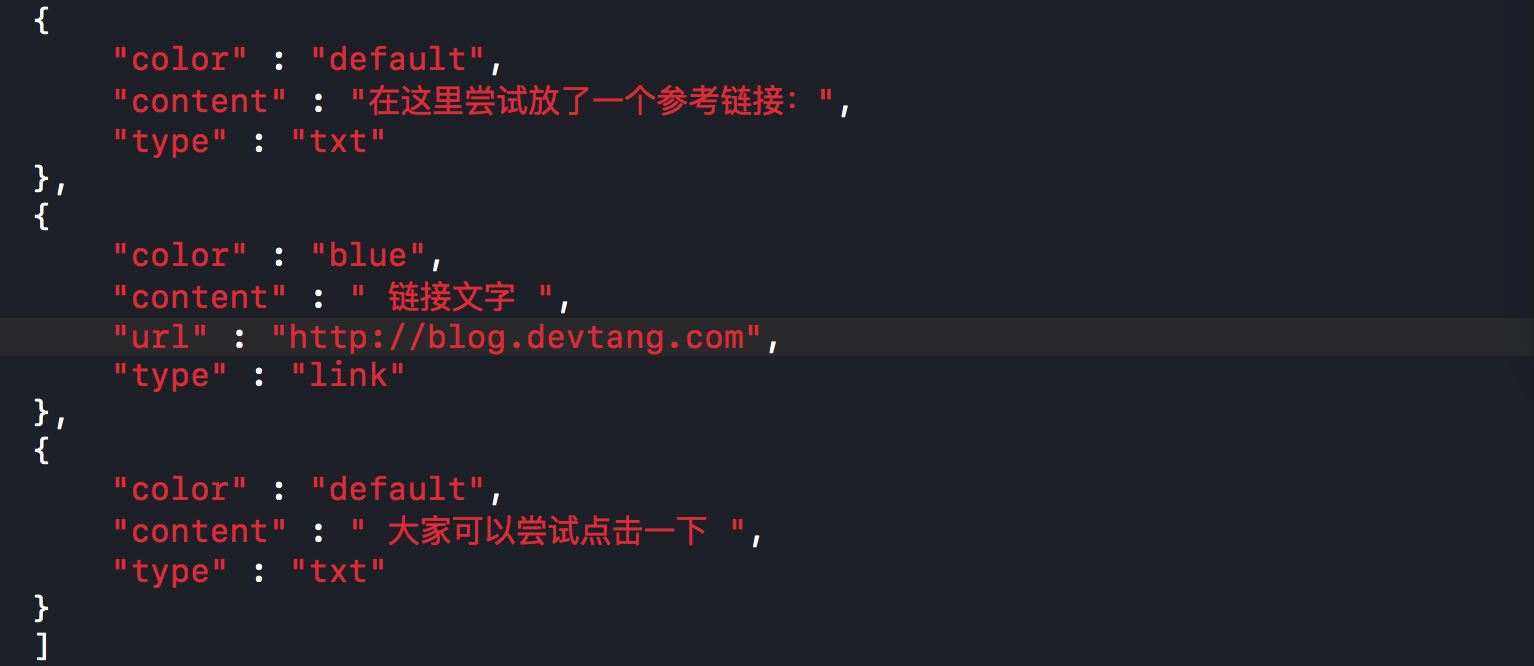 {
    "color" : "default",
    "content" : "在这里尝试放了一个参考链接：",
    "type" : "txt"
},
{
    "color" : "blue",
    "content" : " 链接文字 ",
    "url" : "http://blog.devtang.com",
    "type" : "link"
},
{
    "color" : "default",
    "content" : " 大家可以尝试点击一下 ",
    "type" : "txt"
}
]